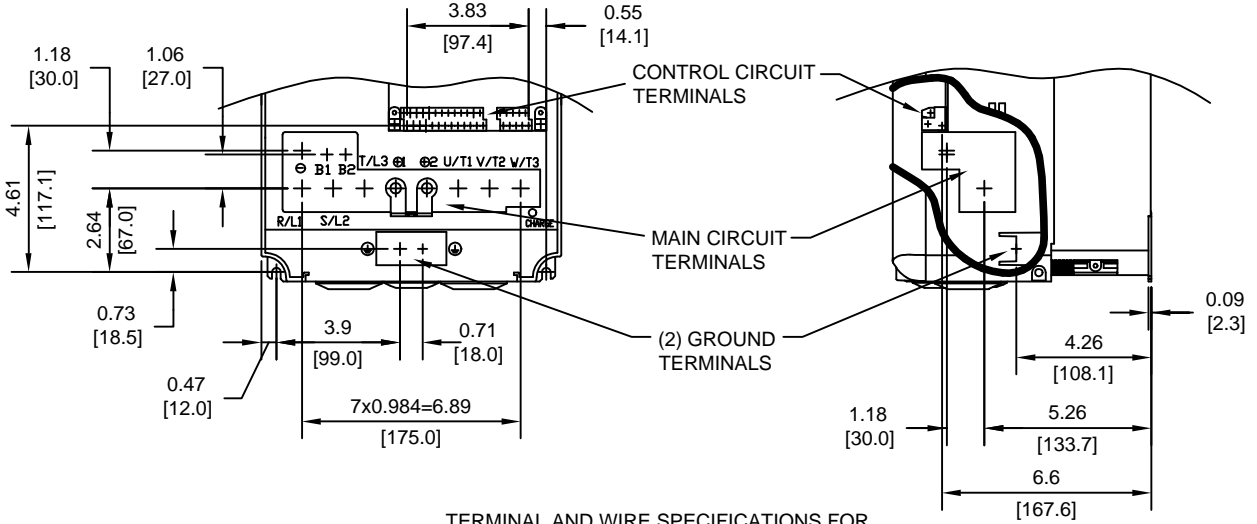 3.83
[97.4]
0.55
[14.1]
1.18
[30.0]
1.06
[27.0]
CONTROL CIRCUIT
TERMINALS
4.61
[117.1]
2.64
[67.0]
B1 B2
T/L3 ⊕1 ⊕2 U/T1 V/T2 W/T3
⊖
R/L1 S/L2
CHARGE
MAIN CIRCUIT
TERMINALS
0.73
[18.5]
3.9
[99.0]
0.71
[18.0]
(2) GROUND
TERMINALS
0.09
[2.3]
4.26
[108.1]
0.47
[12.0]
7x0.984=6.89
[175.0]
1.18
[30.0]
5.26
[133.7]
6.6
[167.6]
TERMINAL AND WIRE SPECIFICATIONS FOR